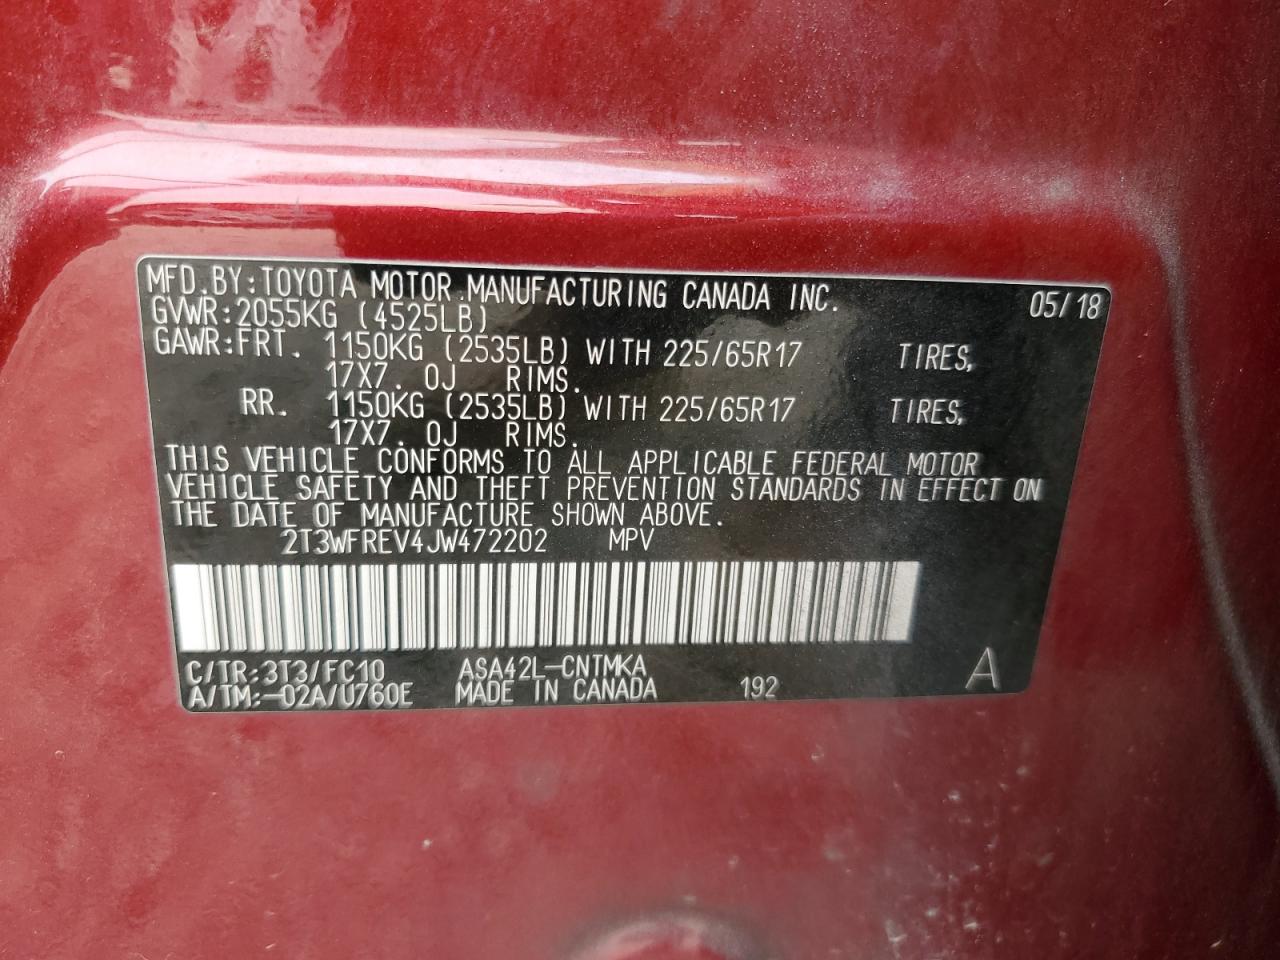 MFD.BY:TOYOTA MOTOR MANUFACTURING CANADA INC. 05/18
GVWR:2055KG (4525LB)
GAWR:FRT. 1150KG (2535LB) WITH 225/65R17 TIRES,
17X7.0J RIMS.
RR. 1150KG (2535LB) WITH 225/65R17 TIRES,
17X7.0J RIMS.
THIS VEHICLE CONFORMS TO ALL APPLICABLE FEDERAL MOTOR
VEHICLE SAFETY AND THEFT PREVENTION STANDARDS IN EFFECT ON
THE DATE OF MANUFACTURE SHOWN ABOVE.
2T3WFREV4JW472202 MPV
C/TR:3T3/FC10 ASA42L-CNTMKA A
A/TM:-02A/U760E MADE IN CANADA 192